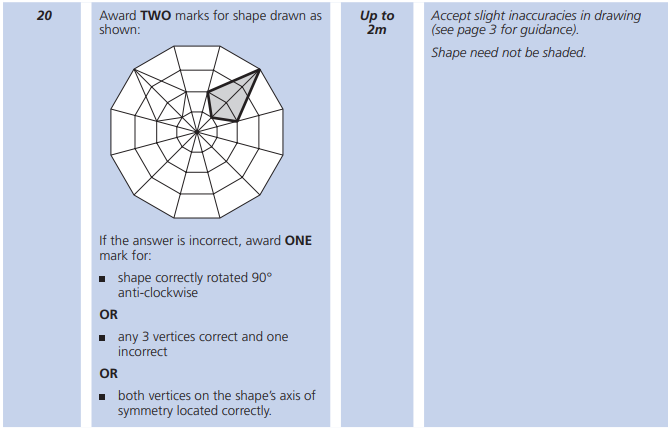 20
Award TWO marks for shape drawn as
shown:
If the answer is incorrect, award ONE
mark for:
■ shape correctly rotated 90°
anti-clockwise
OR
■ any 3 vertices correct and one
incorrect
OR
■ both vertices on the shape's axis of
symmetry located correctly.
Up to
2m
Accept slight inaccuracies in drawing
(see page 3 for guidance).
Shape need not be shaded.